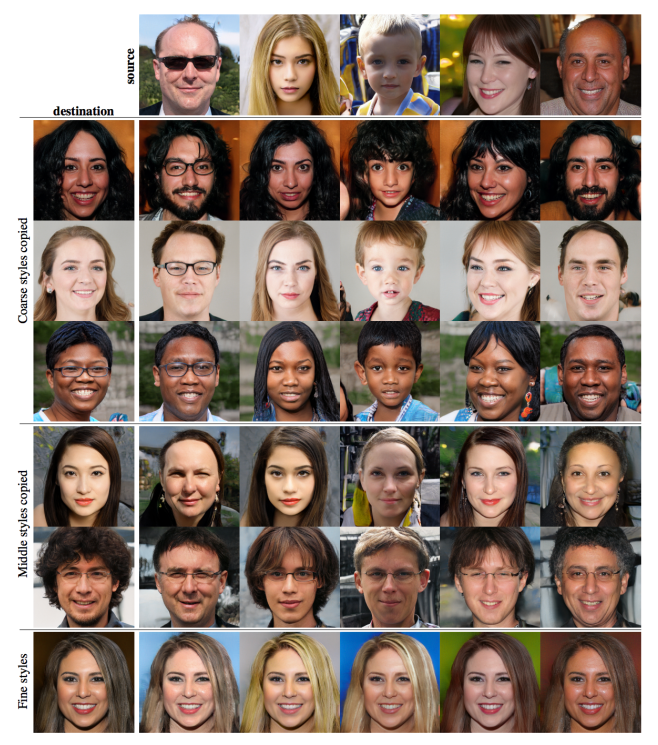 source
destination
Coarse styles copied
Middle styles copied
Fine styles